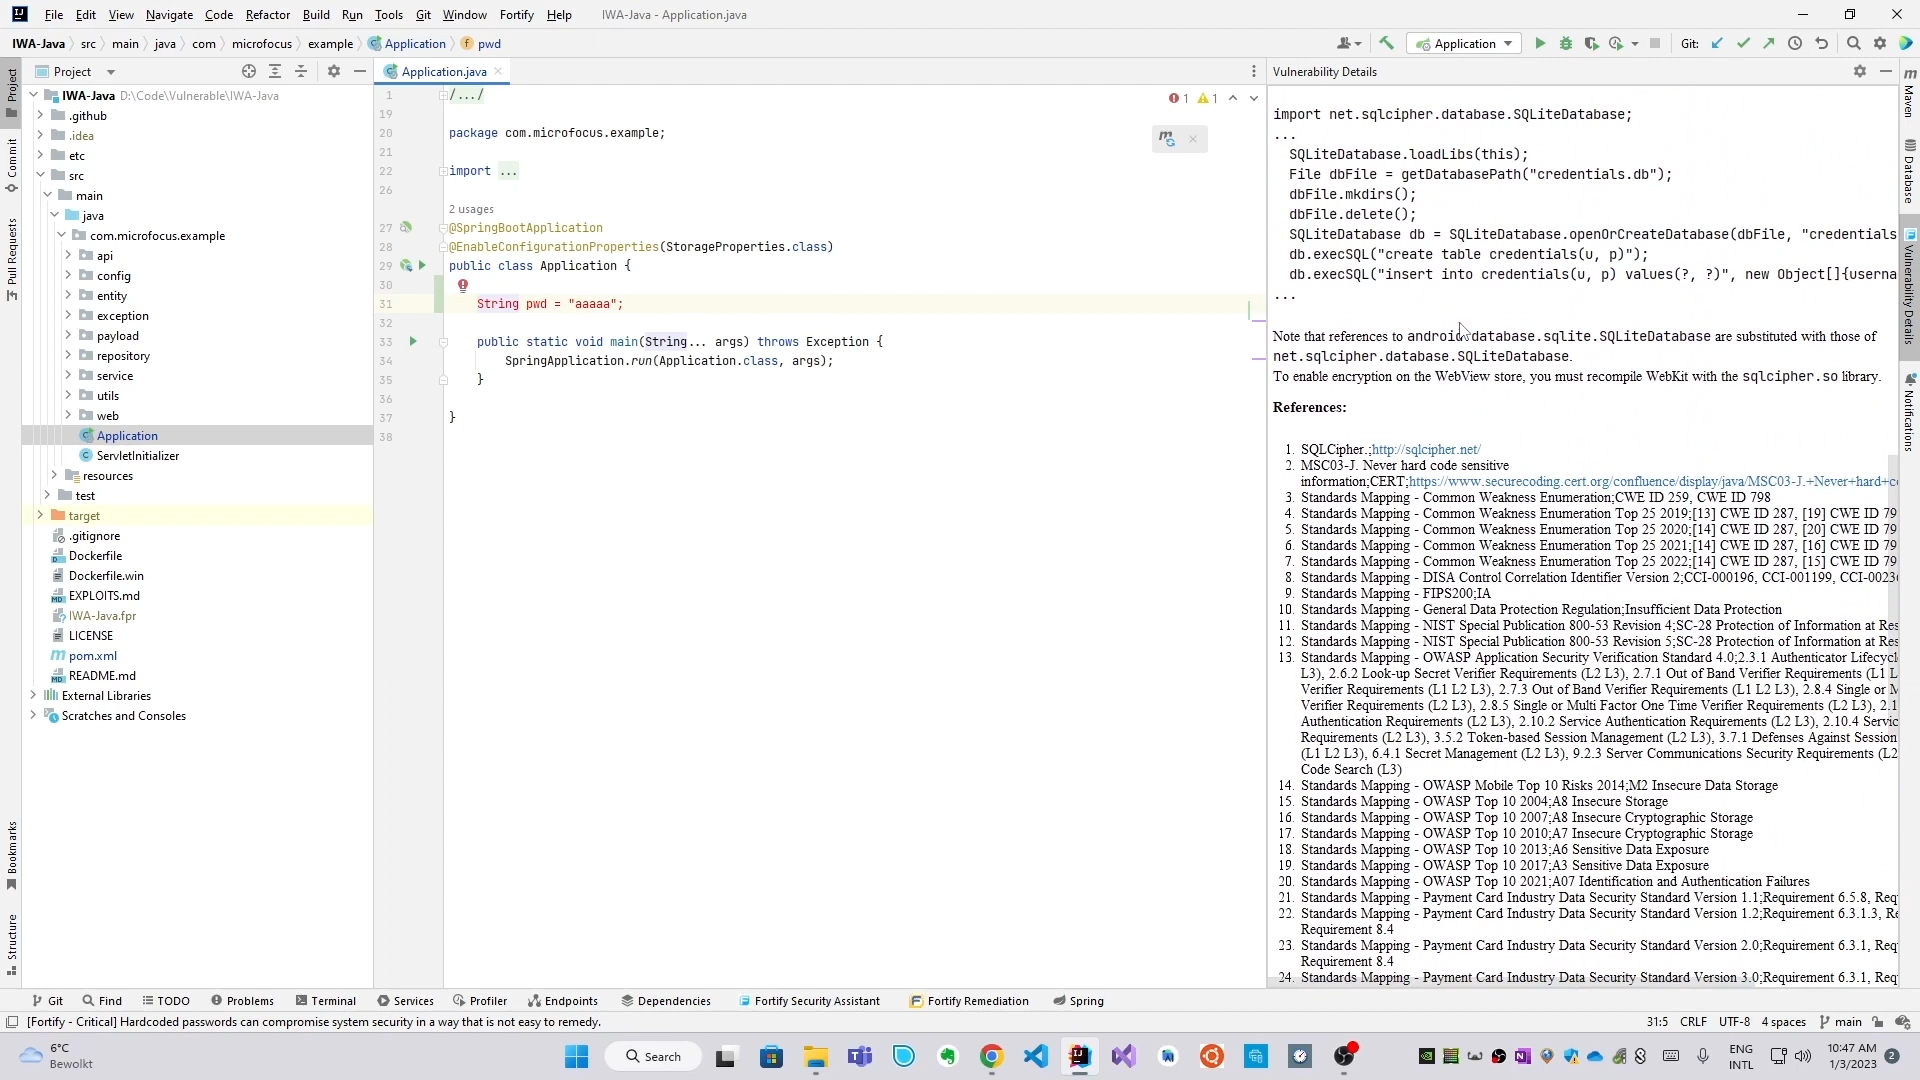 File Edit View Navigate Code Refactor Build Run Tools Git Window Fortify Help IWA-Java - Application.java
IWA-Java src main java com microfocus example Application pwd
Application Git:
Project
Application.java
Vulnerability Details
IWA-Java D:\Code\Vulnerable\IWA-Java
.github
.idea
etc
src
main
java
com.microfocus.example
api
config
entity
exception
payload
repository
service
utils
web
Application
ServletInitializer
resources
test
target
.gitignore
Dockerfile
Dockerfile.win
EXPLOITS.md
IWA-Java.fpr
LICENSE
pom.xml
README.md
External Libraries
Scratches and Consoles
Project
Commit
Pull Requests
Bookmarks
Structure
1 /.../
19
20 package com.microfocus.example;
21
22 import ...
26
2 usages
27 @SpringBootApplication
28 @EnableConfigurationProperties(StorageProperties.class)
29 public class Application {
30
31 String pwd = "aaaaa";
32
33 public static void main(String... args) throws Exception {
34 SpringApplication.run(Application.class, args);
35 }
36
37 }
38
1 1
import net.sqlcipher.database.SQLiteDatabase;
...
SQLiteDatabase.loadLibs(this);
File dbFile = getDatabasePath("credentials.db");
dbFile.mkdirs();
dbFile.delete();
SQLiteDatabase db = SQLiteDatabase.openOrCreateDatabase(dbFile, "credentials
db.execSQL("create table credentials(u, p)");
db.execSQL("insert into credentials(u, p) values(?, ?)", new Object[]{userna
...
Note that references to android.database.sqlite.SQLiteDatabase are substituted with those of
net.sqlcipher.database.SQLiteDatabase.
To enable encryption on the WebView store, you must recompile WebKit with the sqlcipher.so library.
References:
1. SQLCipher.;http://sqlcipher.net/
2. MSC03-J. Never hard code sensitive
information;CERT;https://www.securecoding.cert.org/confluence/display/java/MSC03-J.+Never+hard+c
3. Standards Mapping - Common Weakness Enumeration;CWE ID 259, CWE ID 798
4. Standards Mapping - Common Weakness Enumeration Top 25 2019;[13] CWE ID 287, [19] CWE ID 79
5. Standards Mapping - Common Weakness Enumeration Top 25 2020;[14] CWE ID 287, [20] CWE ID 79
6. Standards Mapping - Common Weakness Enumeration Top 25 2021;[14] CWE ID 287, [16] CWE ID 79
7. Standards Mapping - Common Weakness Enumeration Top 25 2022;[14] CWE ID 287, [15] CWE ID 79
8. Standards Mapping - DISA Control Correlation Identifier Version 2;CCI-000196, CCI-001199, CCI-00236
9. Standards Mapping - FIPS200;IA
10. Standards Mapping - General Data Protection Regulation;Insufficient Data Protection
11. Standards Mapping - NIST Special Publication 800-53 Revision 4;SC-28 Protection of Information at Res
12. Standards Mapping - NIST Special Publication 800-53 Revision 5;SC-28 Protection of Information at Res
13. Standards Mapping - OWASP Application Security Verification Standard 4.0;2.3.1 Authenticator Lifecycl
L3), 2.6.2 Look-up Secret Verifier Requirements (L2 L3), 2.7.1 Out of Band Verifier Requirements (L1 L
Verifier Requirements (L1 L2 L3), 2.7.3 Out of Band Verifier Requirements (L1 L2 L3), 2.8.4 Single or M
Verifier Requirements (L2 L3), 2.8.5 Single or Multi Factor One Time Verifier Requirements (L2 L3), 2.1
Authentication Requirements (L2 L3), 2.10.2 Service Authentication Requirements (L2 L3), 2.10.4 Servic
Requirements (L2 L3), 3.5.2 Token-based Session Management (L2 L3), 3.7.1 Defenses Against Session
(L1 L2 L3), 6.4.1 Secret Management (L2 L3), 9.2.3 Server Communications Security Requirements (L2
Code Search (L3)
14. Standards Mapping - OWASP Mobile Top 10 Risks 2014;M2 Insecure Data Storage
15. Standards Mapping - OWASP Top 10 2004;A8 Insecure Storage
16. Standards Mapping - OWASP Top 10 2007;A8 Insecure Cryptographic Storage
17. Standards Mapping - OWASP Top 10 2010;A7 Insecure Cryptographic Storage
18. Standards Mapping - OWASP Top 10 2013;A6 Sensitive Data Exposure
19. Standards Mapping - OWASP Top 10 2017;A3 Sensitive Data Exposure
20. Standards Mapping - OWASP Top 10 2021;A07 Identification and Authentication Failures
21. Standards Mapping - Payment Card Industry Data Security Standard Version 1.1;Requirement 6.5.8, Req
22. Standards Mapping - Payment Card Industry Data Security Standard Version 1.2;Requirement 6.3.1.3, Re
Requirement 8.4
23. Standards Mapping - Payment Card Industry Data Security Standard Version 2.0;Requirement 6.3.1, Req
Requirement 8.4
24. Standards Mapping - Payment Card Industry Data Security Standard Version 3.0;Requirement 6.3.1, Req
Maven
Database
Vulnerability Details
Notifications
Git Find TODO Problems Terminal Services Profiler Endpoints Dependencies Fortify Security Assistant Fortify Remediation Spring
[Fortify - Critical] Hardcoded passwords can compromise system security in a way that is not easy to remedy.
31:5 CRLF UTF-8 4 spaces main
6°C
Bewolkt
Search
ENG
INTL
10:47 AM
1/3/2023
2